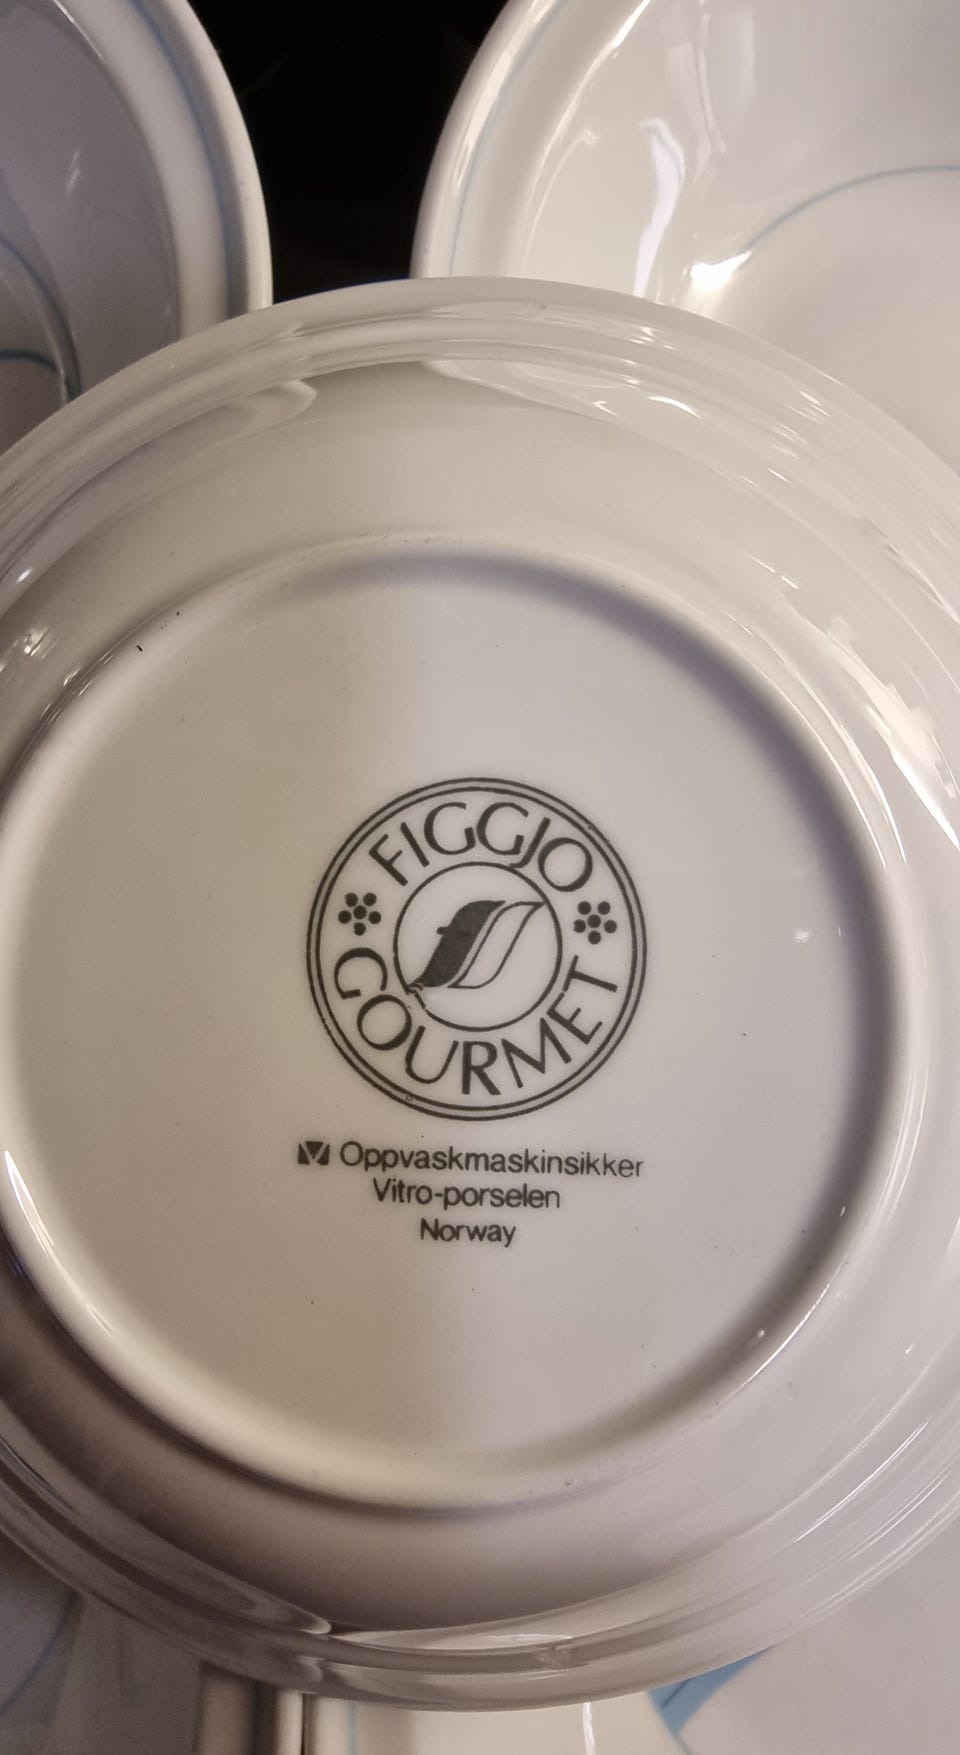 FIGGJO
GOURMET
Oppvaskmaskinsikker
Vitro-porselen
Norway